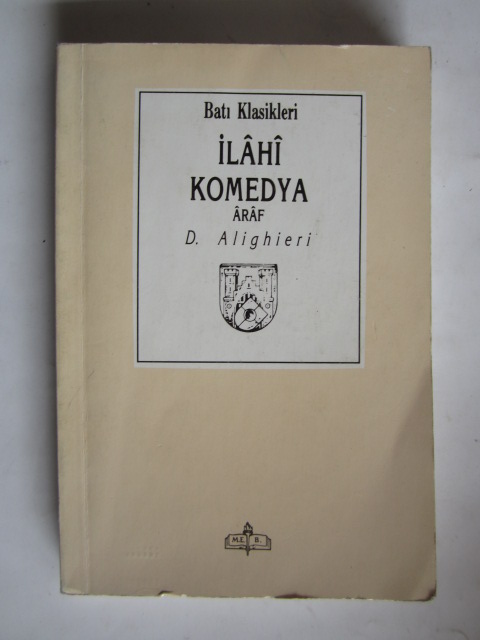 Batı Klasikleri
İLÂHÎ
KOMEDYA
ÂRÂF
D. Alighieri
M.E. B.